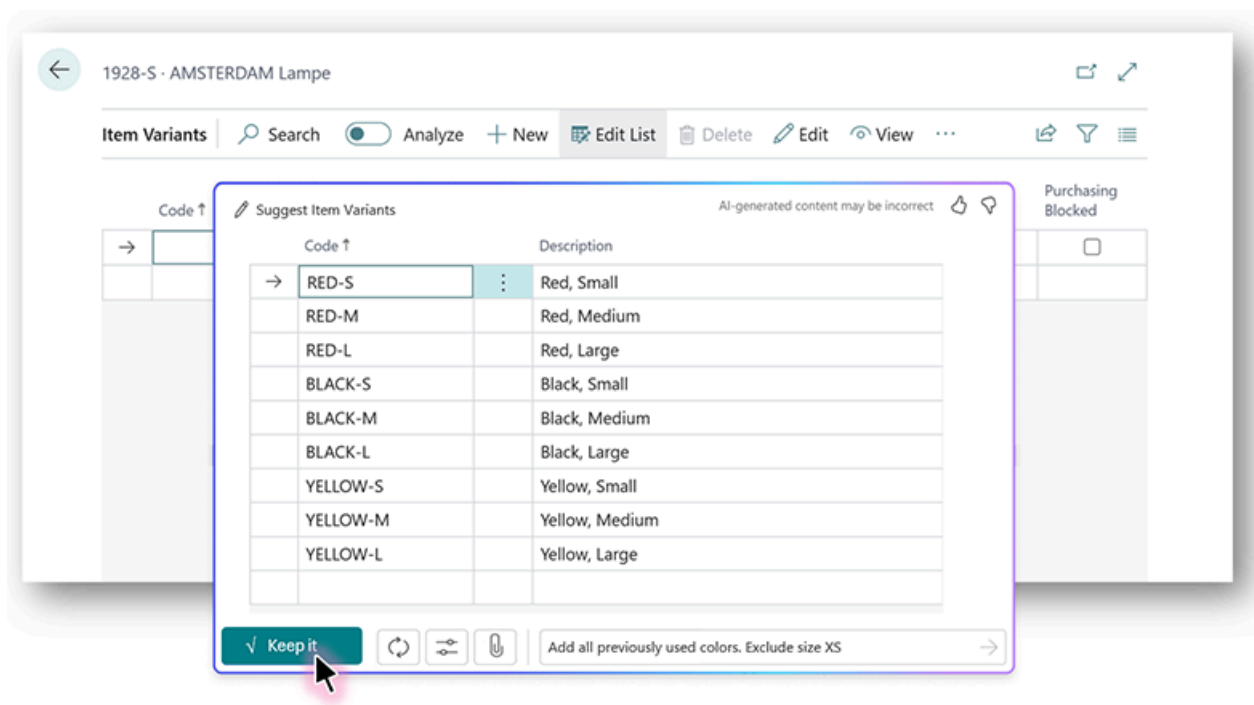 1928-S · AMSTERDAM Lampe
Item Variants Search Analyze New Edit List Delete Edit View ...
Code ↑
Purchasing
Blocked
Suggest Item Variants AI-generated content may be incorrect
Code ↑ Description
RED-S Red, Small
RED-M Red, Medium
RED-L Red, Large
BLACK-S Black, Small
BLACK-M Black, Medium
BLACK-L Black, Large
YELLOW-S Yellow, Small
YELLOW-M Yellow, Medium
YELLOW-L Yellow, Large
√ Keep it Add all previously used colors. Exclude size XS